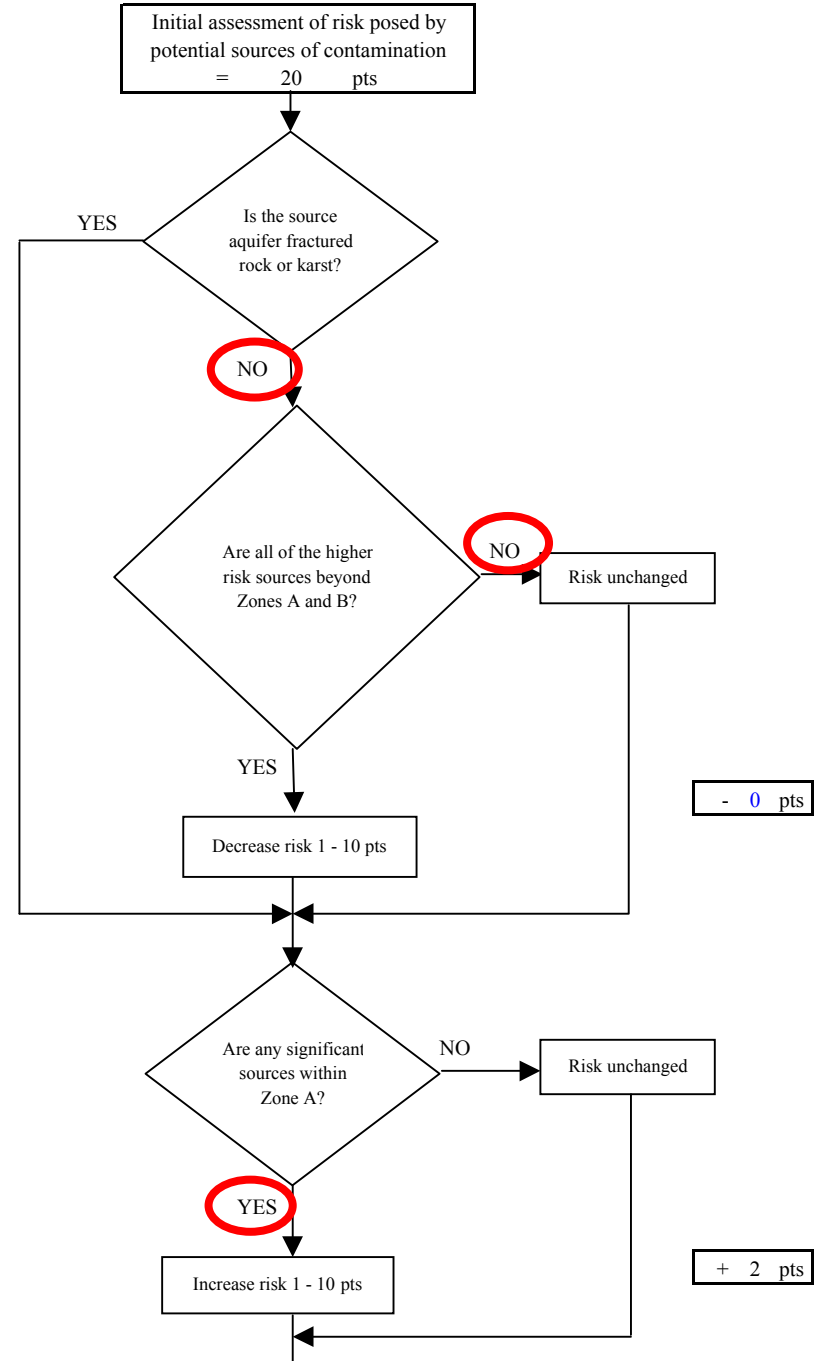 Initial assessment of risk posed by
potential sources of contamination
= 20 pts
YES
Is the source
aquifer fractured
rock or karst?
NO
Are all of the higher
risk sources beyond
Zones A and B?
NO
Risk unchanged
YES
- 0 pts
Decrease risk 1 - 10 pts
Are any significant
sources within
Zone A?
NO
Risk unchanged
YES
Increase risk 1 - 10 pts
+ 2 pts